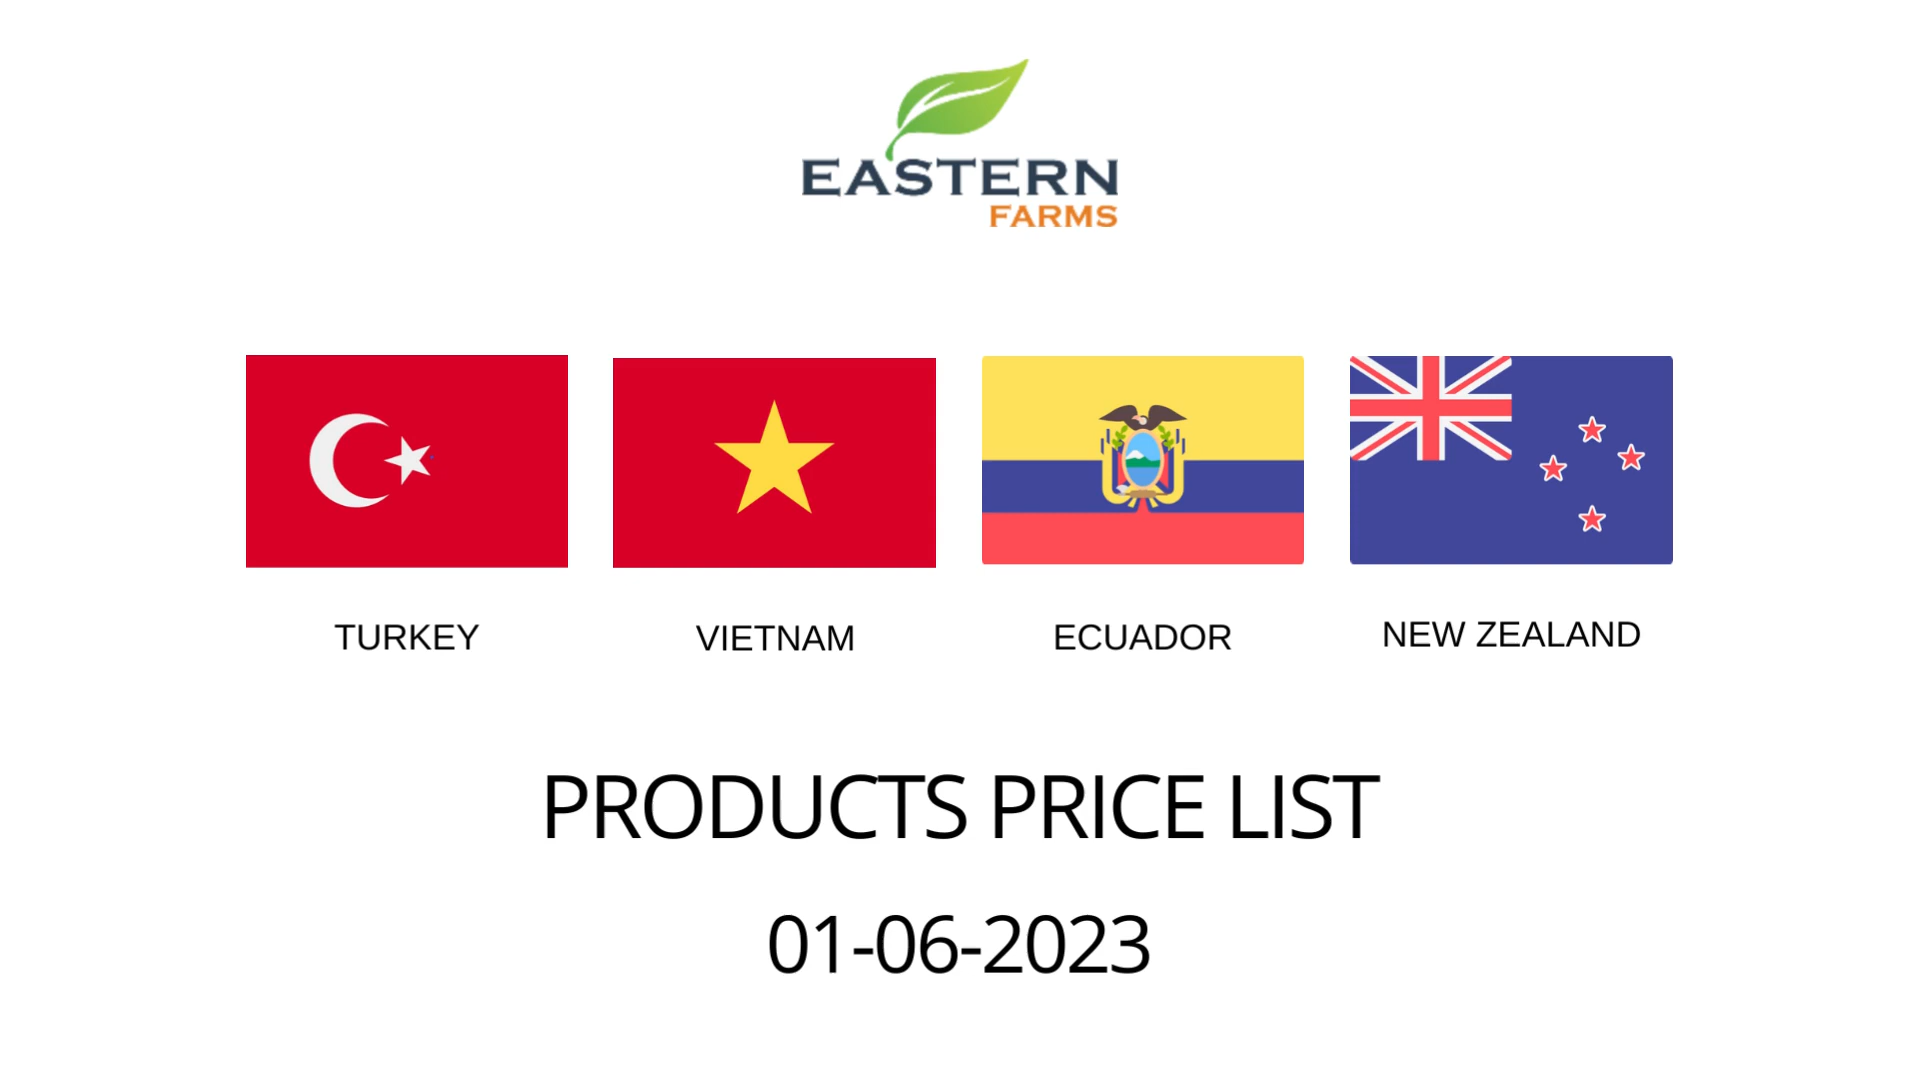 EASTERN
FARMS
TURKEY
VIETNAM
ECUADOR
NEW ZEALAND
PRODUCTS PRICE LIST
01-06-2023